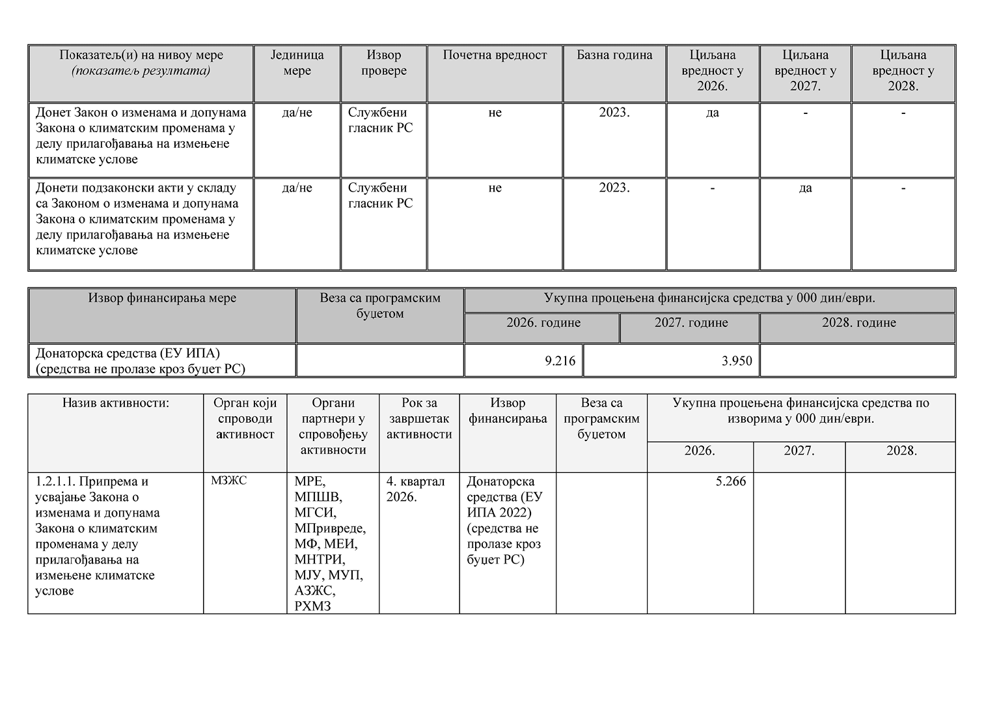 Показатељ(и) на нивоу мере
(показатељ резултата)
Јединица
мере
Извор
провере
Почетна вредност
Базна година
Циљана
вредност у
2026.
Циљана
вредност у
2027.
Циљана
вредност у
2028.
Донет Закон о изменама и допунама
Закона о климатским променама у
делу прилагођавања на измењене
климатске услове
да/не
Службени
гласник РС
не
2023.
да
-
-
Донети подзаконски акти у складу
са Законом о изменама и допунама
Закона о климатским променама у
делу прилагођавања на измењене
климатске услове
да/не
Службени
гласник РС
не
2023.
-
да
-
Извор финансирања мере
Веза са програмским
буџетом
Укупна процењена финансијска средства у 000 дин/еври.
2026. године
2027. године
2028. године
Донаторска средства (ЕУ ИПА)
(средства не пролазе кроз буџет РС)
9.216
3.950
Назив активности:
Орган који
спроводи
активност
Органи
партнери у
спровођењу
активности
Рок за
завршетак
активности
Извор
финансирања
Веза са
програмским
буџетом
Укупна процењена финансијска средства по
изворима у 000 дин/еври.
2026.
2027.
2028.
1.2.1.1. Припрема и
усвајање Закона о
изменама и допунама
Закона о климатским
променама у делу
прилагођавања на
измењене климатске
услове
МЗЖС
МРЕ,
МПШВ,
МГСИ,
МПривреде,
МФ, МЕИ,
МНТРИ,
МЈУ, МУП,
АЗЖС,
РХМЗ
4. квартал
2026.
Донаторска
средства (ЕУ
ИПА 2022)
(средства не
пролазе кроз
буџет РС)
5.266